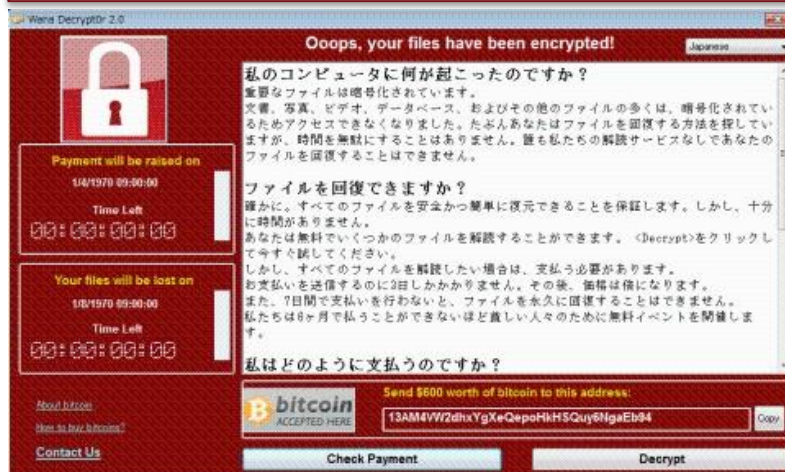 Wana Decrypt0r 2.0
Ooops, your files have been encrypted!
Japanese
私のコンピュータに何が起こったのですか？
重要なファイルは暗号化されています。
文書、写真、ビデオ、データベース、およびその他のファイルの多くは、暗号化されてい
るためアクセスできなくなりました。たぶんあなたはファイルを回復する方法を探してい
ますが、時間を無駄にすることはありません。誰も私たちの解読サービスなしであなたの
ファイルを回復することはできません。
ファイルを回復できますか？
確かに。すべてのファイルを安全かつ簡単に復元できることを保証します。しかし、十分
に時間がありません。
あなたは無料でいくつかのファイルを解読することができます。 <Decrypt>をクリックし
て今すぐ試してください。
しかし、すべてのファイルを解読したい場合は、支払う必要があります。
お支払いを送信するのに3日しかかかりません。その後、価格は倍になります。
また、7日間で支払いを行わないと、ファイルを永久に回復することはできません。
私たちは6ヶ月で払うことができないほど貧しい人々のために無料イベントを開催しま
す。
私はどのように支払うのですか？
Payment will be raised on
1/4/1970 09:00:00
Time Left
00:00:00:00
Your files will be lost on
1/8/1970 09:00:00
Time Left
00:00:00:00
About bitcoin
How to buy bitcoins?
Contact Us
bitcoin
ACCEPTED HERE
Send $600 worth of bitcoin to this address:
13AM4VW2dhxYgXeQepoHkHSQuy6NgaEb94
Copy
Check Payment
Decrypt